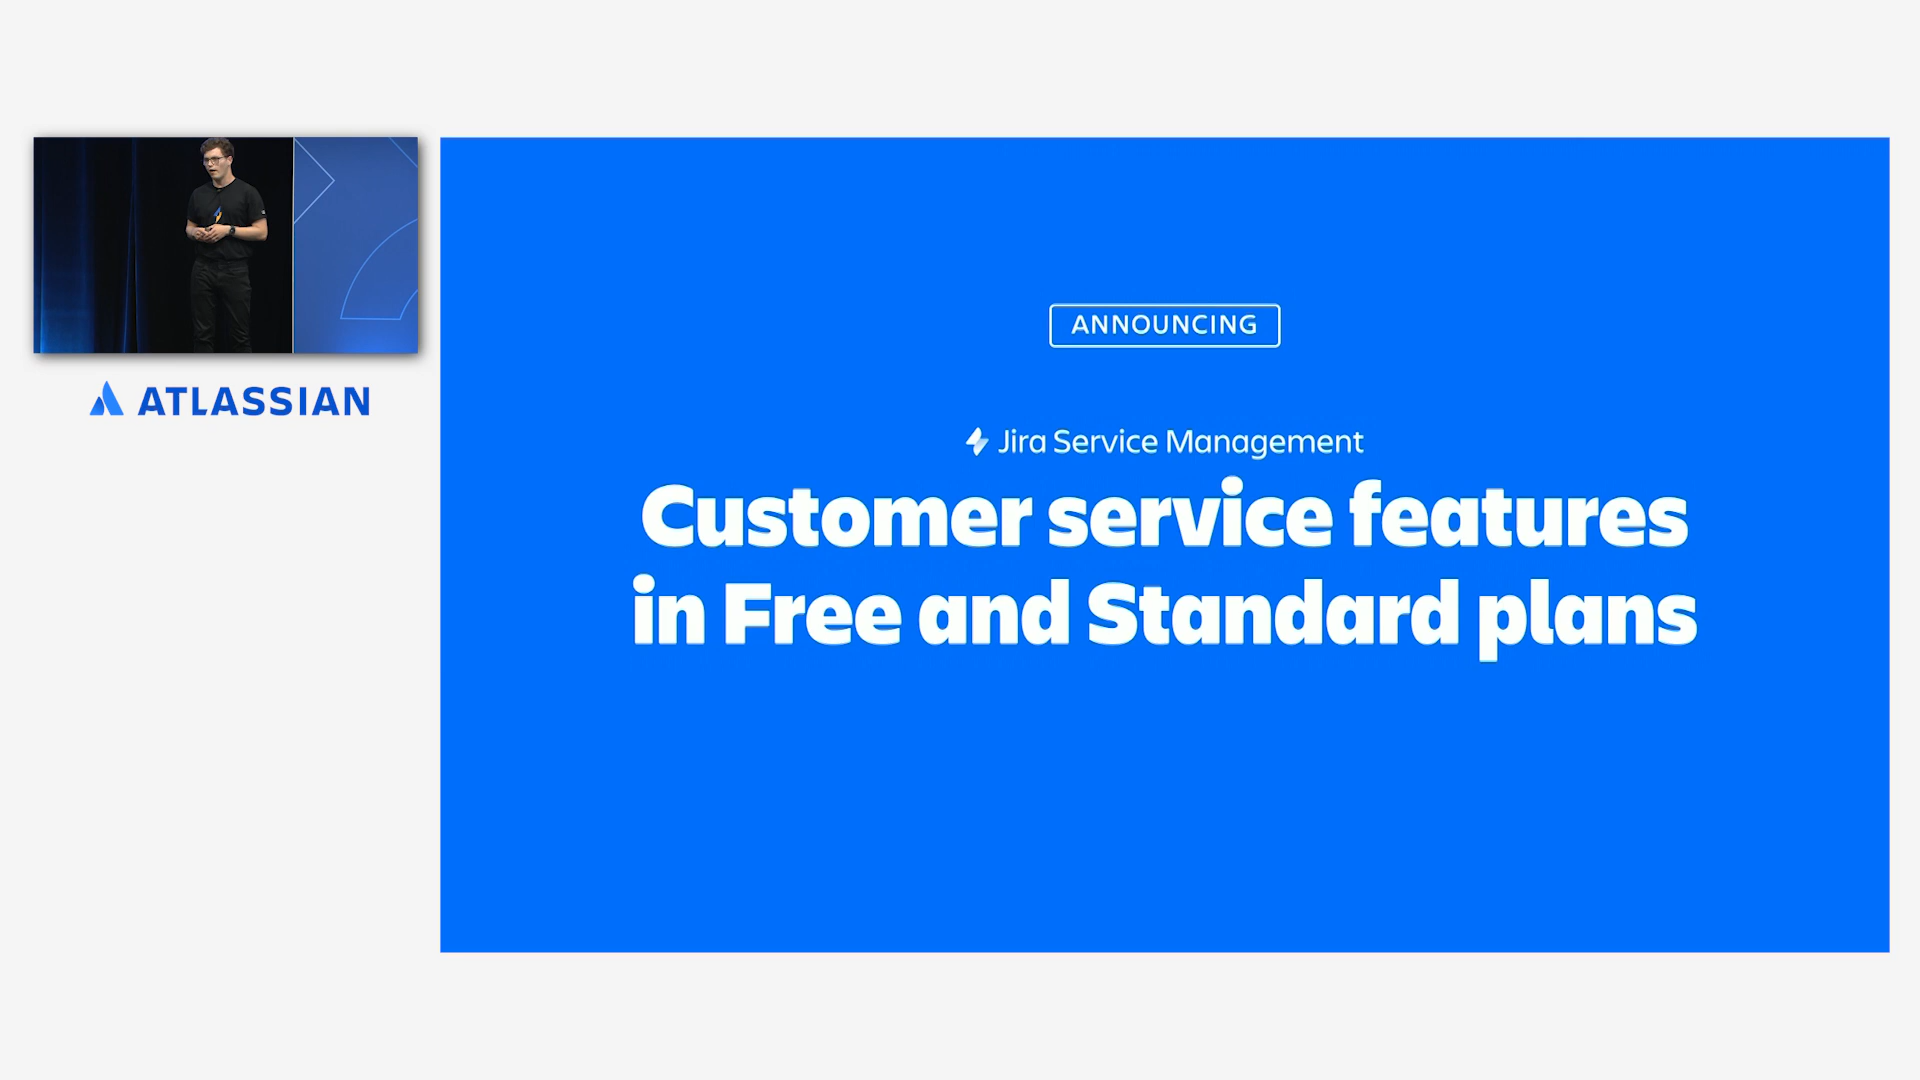 ATLASSIAN
ANNOUNCING
Jira Service Management
Customer service features
in Free and Standard plans